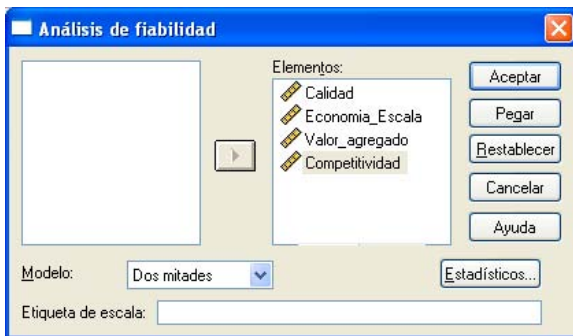 Análisis de fiabilidad
Elementos:
Calidad
Economia_Escala
Valor_agregado
Competitividad
Aceptar
Pegar
Restablecer
Cancelar
Ayuda
Modelo:
Dos mitades
Estadísticos...
Etiqueta de escala: